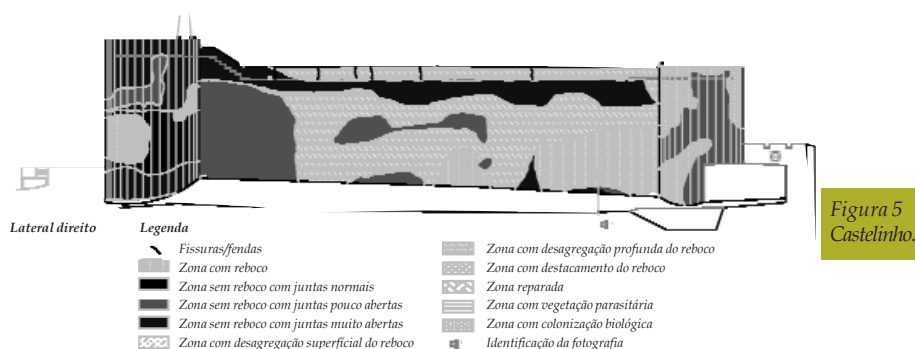 Figura 5
Castelinho.
Lateral direito
Legenda
Fissuras/fendas
Zona com reboco
Zona sem reboco com juntas normais
Zona sem reboco com juntas pouco abertas
Zona sem reboco com juntas muito abertas
Zona com desagregação superfícial do reboco
Zona com desagregação profunda do reboco
Zona com destacamento do reboco
Zona reparada
Zona com vegetação parasitária
Zona com colonização biológica
Identificação da fotografia